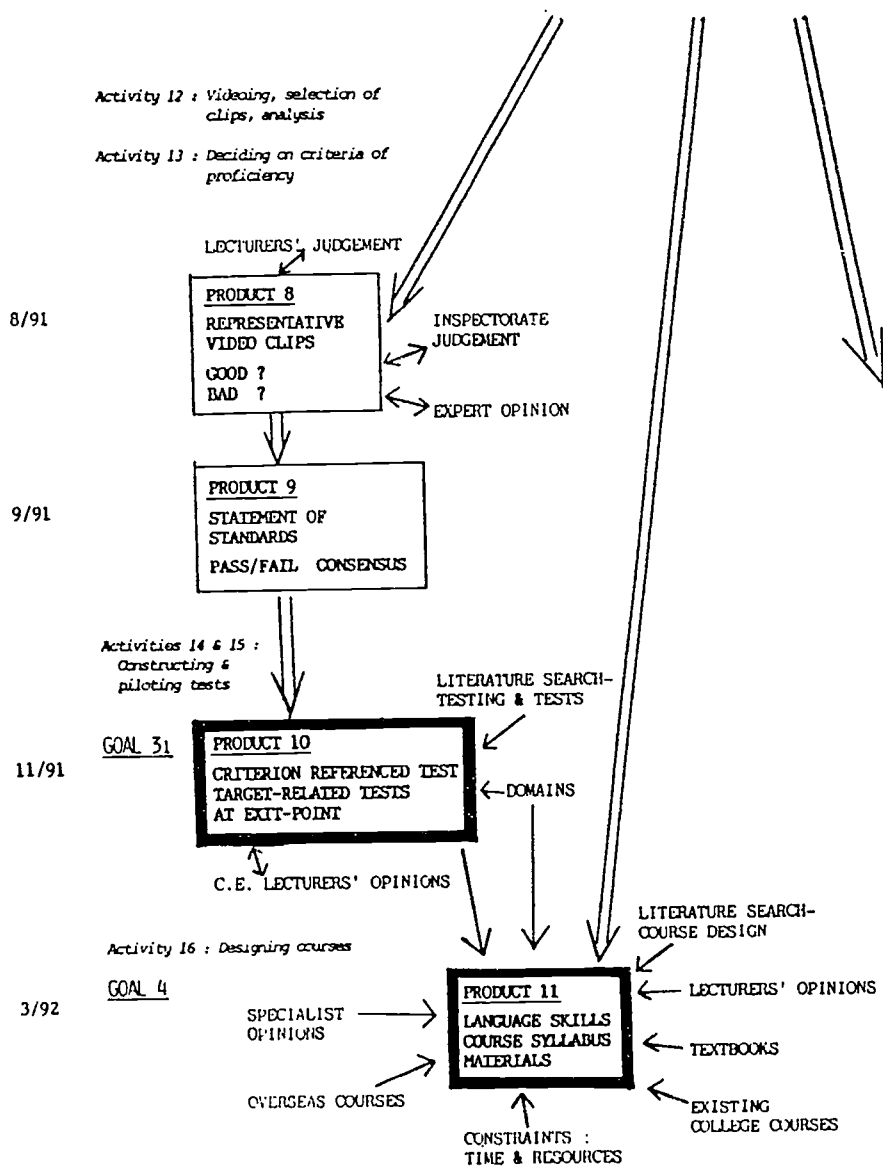 Activity 12 : Videoing, selection of
clips, analysis
Activity 13 : Deciding on criteria of
proficiency
LECTURERS' JUDGEMENT
8/91
PRODUCT 8
REPRESENTATIVE
VIDEO CLIPS
GOOD ?
BAD ?
INSPECTORATE
JUDGEMENT
EXPERT OPINION
9/91
PRODUCT 9
STATEMENT OF
STANDARDS
PASS/FAIL CONSENSUS
Activities 14 & 15 :
Constructing &
piloting tests
LITERATURE SEARCH-
TESTING & TESTS
11/91
GOAL 31
PRODUCT 10
CRITERION REFERENCED TEST
TARGET-RELATED TESTS
AT EXIT-POINT
DOMAINS
C.E. LECTURERS' OPINIONS
Activity 16 : Designing courses
LITERATURE SEARCH-
COURSE DESIGN
3/92
GOAL 4
SPECIALIST
OPINIONS
PRODUCT 11
LANGUAGE SKILLS
COURSE SYLLABUS
MATERIALS
LECTURERS' OPINIONS
TEXTBOOKS
OVERSEAS COURSES
EXISTING
COLLEGE COURSES
CONSTRAINTS :
TIME & RESOURCES